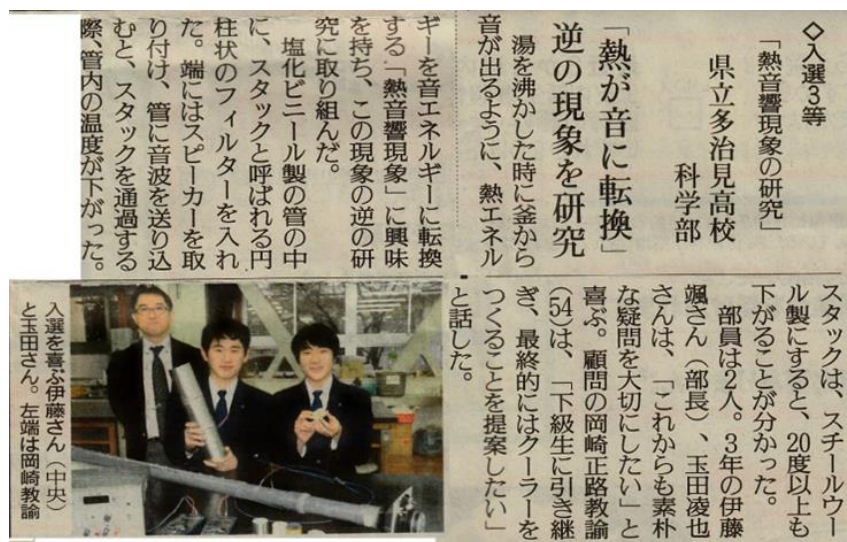 ◇入選3等
「熱音響現象の研究」
県立多治見高校
科学部
「熱が音に転換」
逆の現象を研究
湯を沸かした時に釜から
音が出るように、熱エネル
ギーを音エネルギーに転換
する「熱音響現象」に興味
を持ち、この現象の逆の研
究に取り組んだ。
塩化ビニール製の管の中
に、スタックと呼ばれる円
柱状のフィルターを入れ
た。端にはスピーカーを取
り付け、管に音波を送り込
むと、スタックを通過する
際、管内の温度が下がった。
スタックは、スチールウー
ル製にすると、20度以上も
下がることが分かった。
部員は2人。3年の伊藤
颯さん（部長）、玉田凌也
さんは、「これからも素朴
な疑問を大切にしたい」と
喜ぶ。顧問の岡崎正路教諭
（54）は、「下級生に引き継
ぎ、最終的にはクーラーを
つくることを提案したい」
と話した。
入選を喜ぶ伊藤さん（中央）
と玉田さん。左端は岡崎教諭